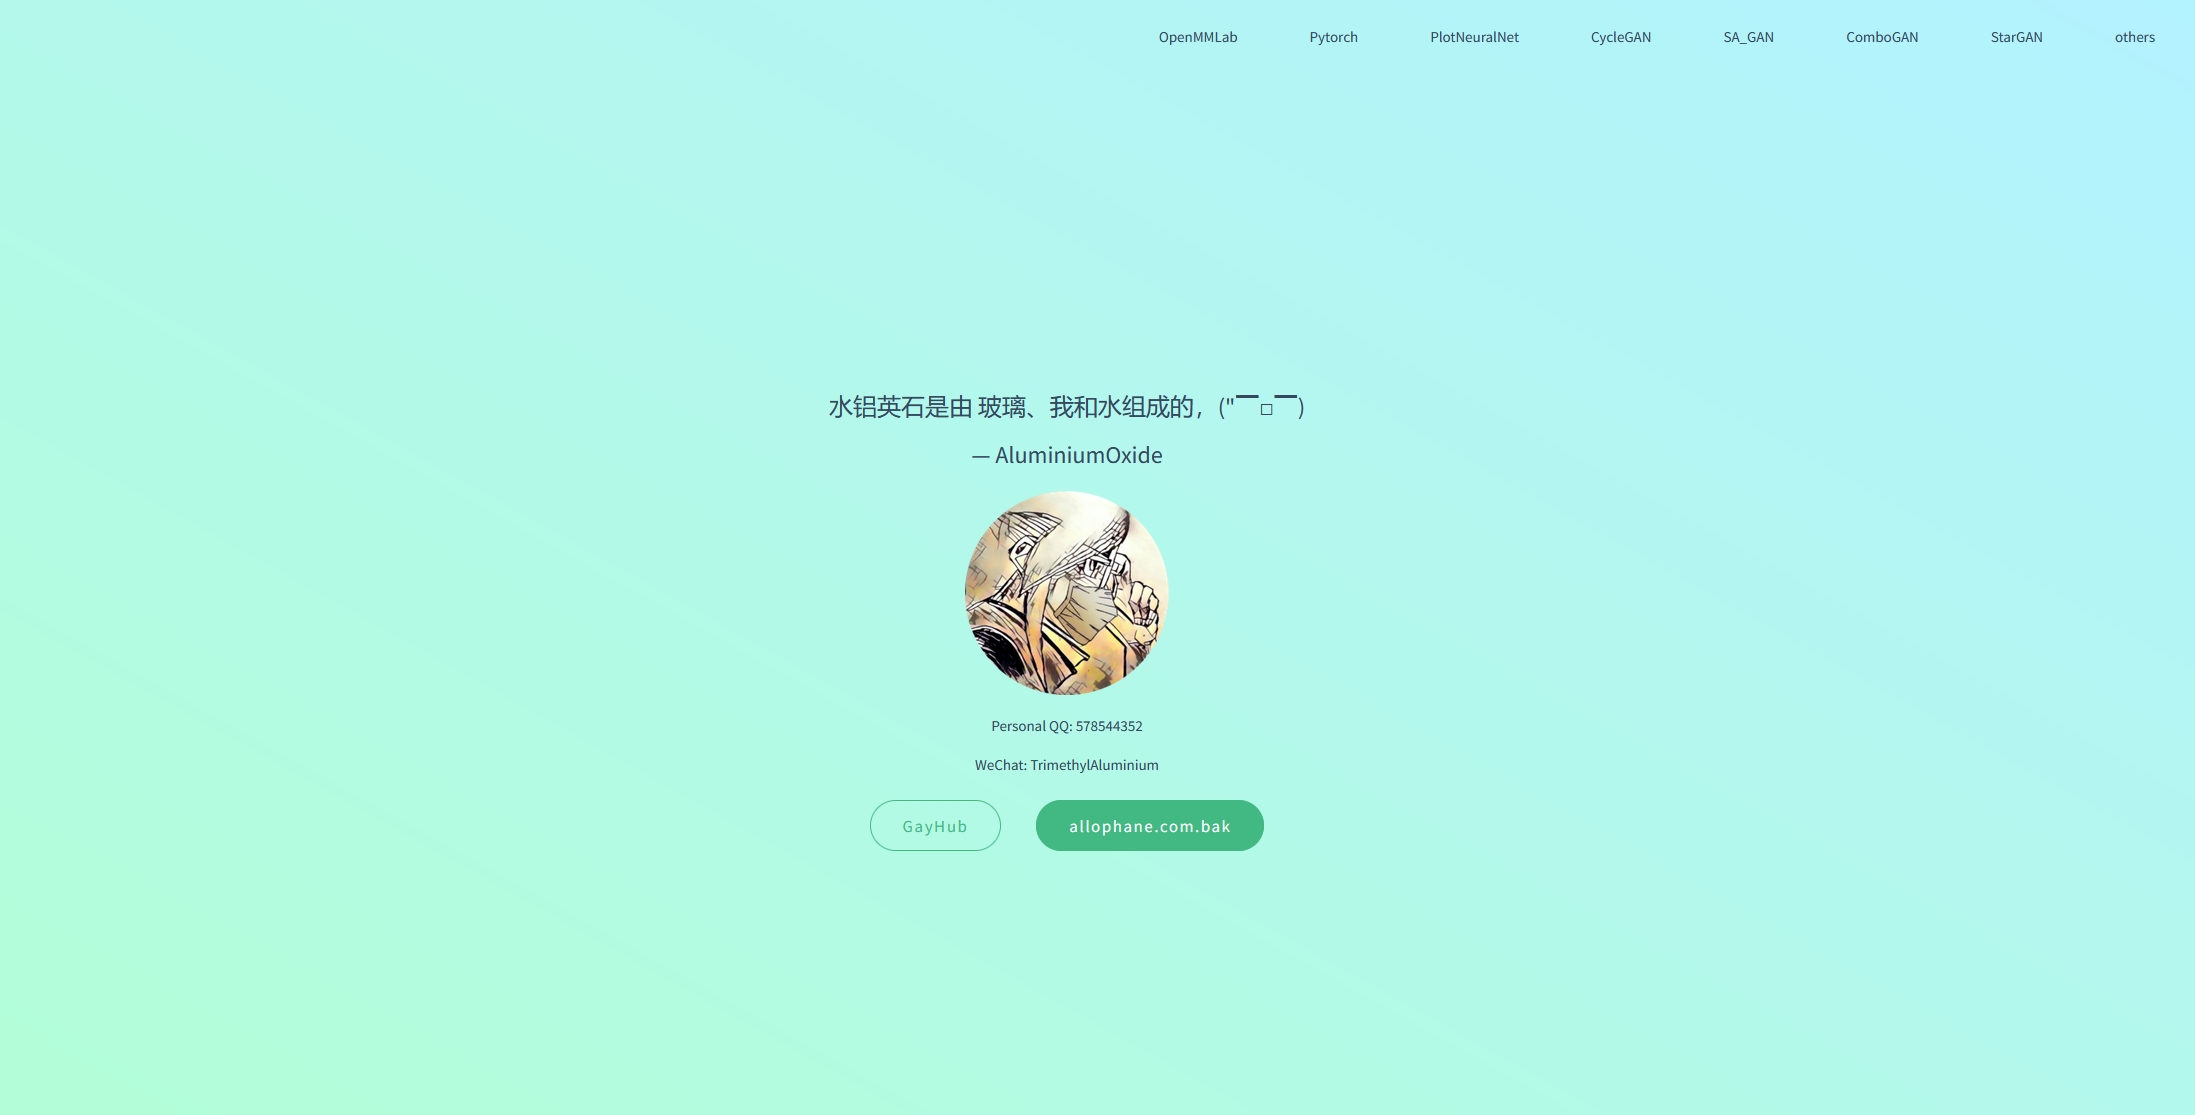 OpenMMLab Pytorch PlotNeuralNet CycleGAN SA_GAN ComboGAN StarGAN others
水铝英石是由 玻璃、我和水组成的，("▔□▔)
— AluminiumOxide
Personal QQ: 578544352
WeChat: TrimethylAluminium
GayHub allophane.com.bak